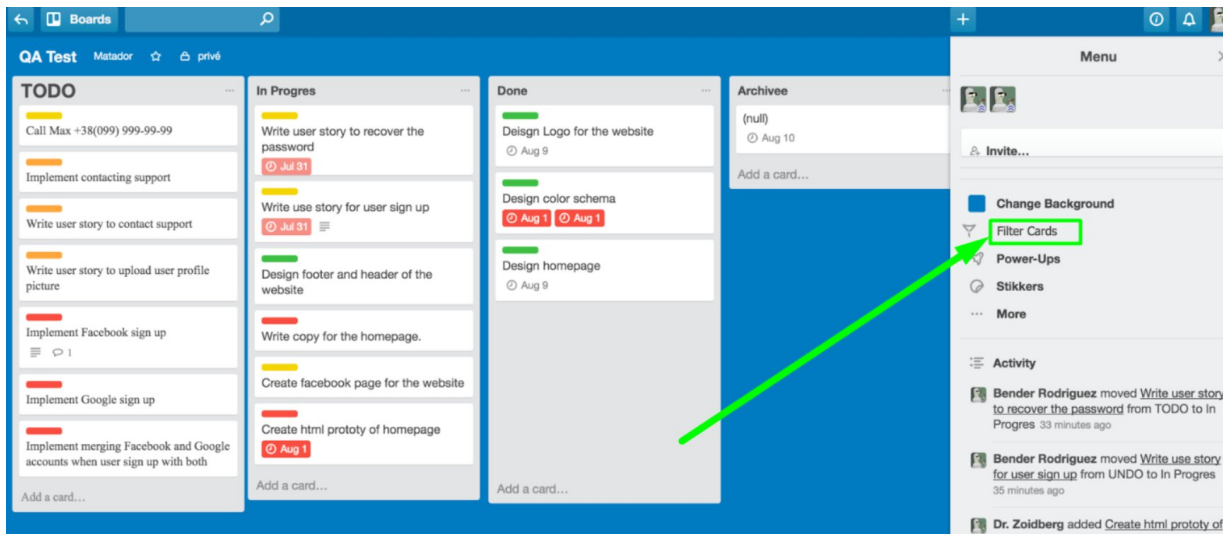 Boards
QA Test Matador privé
TODO
Call Max +38(099) 999-99-99
Implement contacting support
Write user story to contact support
Write user story to upload user profile
picture
Implement Facebook sign up
1
Implement Google sign up
Implement merging Facebook and Google
accounts when user sign up with both
Add a card...
In Progres
Write user story to recover the
password
Jul 31
Write use story for user sign up
Jul 31
Design footer and header of the
website
Write copy for the homepage.
Create facebook page for the website
Create html prototy of homepage
Aug 1
Add a card...
Done
Deisgn Logo for the website
Aug 9
Design color schema
Aug 1 Aug 1
Design homepage
Aug 9
Add a card...
Archivee
(null)
Aug 10
Add a card...
Menu
Invite...
Change Background
Filter Cards
Power-Ups
Stikkers
More
Activity
Bender Rodriguez moved Write user story
to recover the password from TODO to In
Progres 33 minutes ago
Bender Rodriguez moved Write use story
for user sign up from UNDO to In Progres
35 minutes ago
Dr. Zoidberg added Create html prototy of